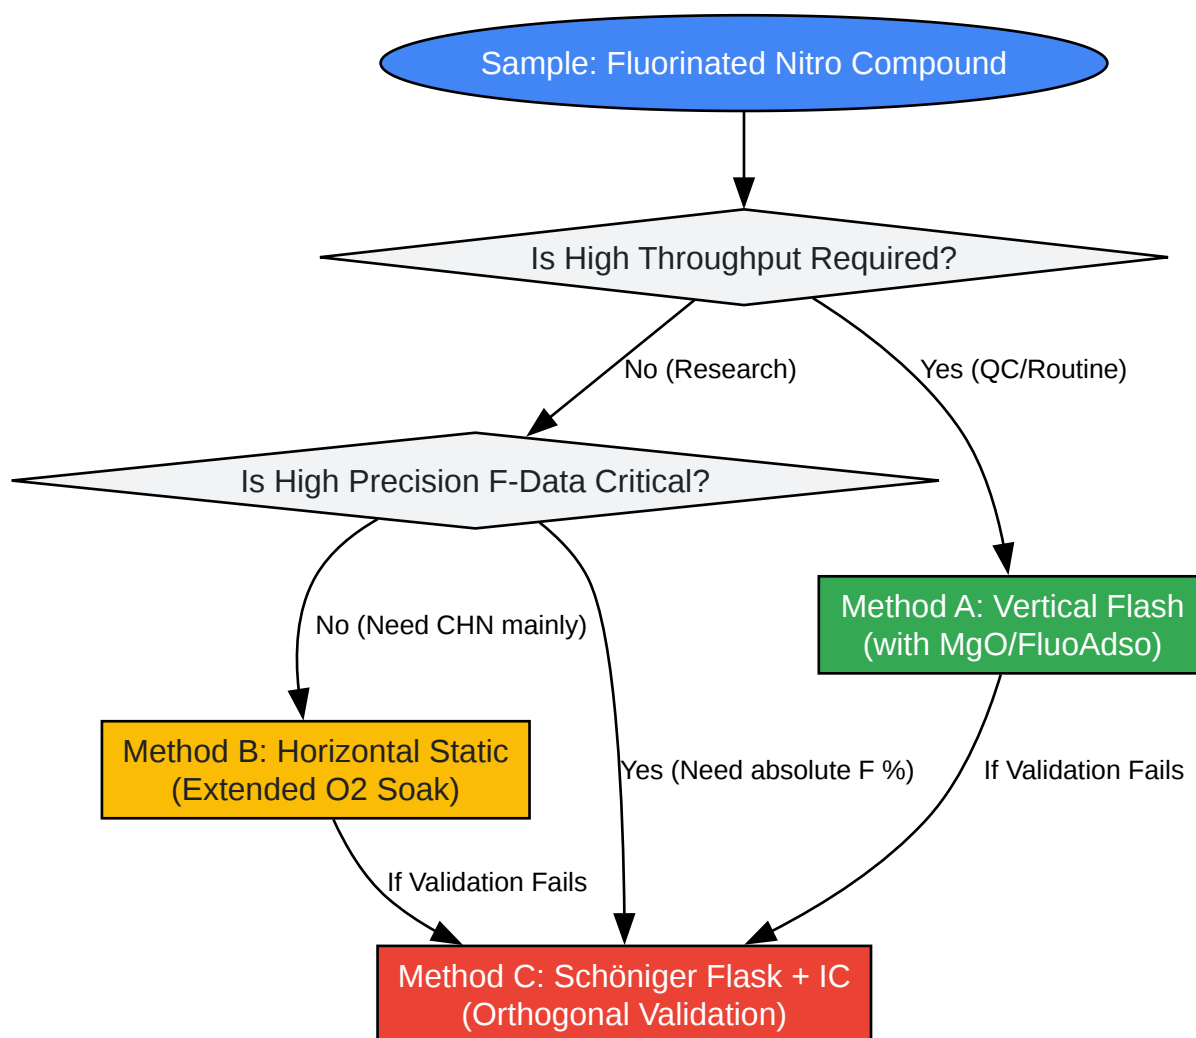 Sample: Fluorinated Nitro Compound
Is High Throughput Required?
No (Research)
Yes (QC/Routine)
Is High Precision F-Data Critical?
No (Need CHN mainly)
Method A: Vertical Flash
(with MgO/FluoAdso)
Method B: Horizontal Static
(Extended O2 Soak)
Yes (Need absolute F %)
If Validation Fails
If Validation Fails
Method C: Schöniger Flask + IC
(Orthogonal Validation)